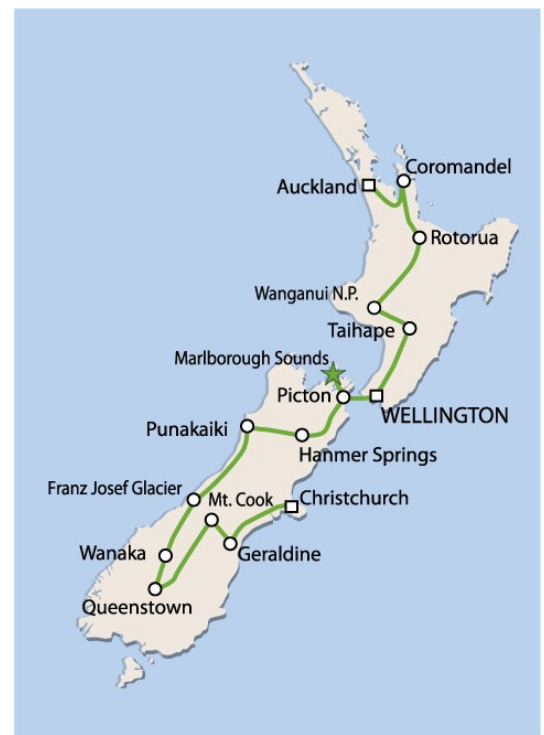 Coromandel
Auckland
Rotorua
Wanganui N.P.
Taihape
Marlborough Sounds
Picton
WELLINGTON
Punakaiki
Hanmer Springs
Franz Josef Glacier
Mt. Cook
Christchurch
Wanaka
Geraldine
Queenstown